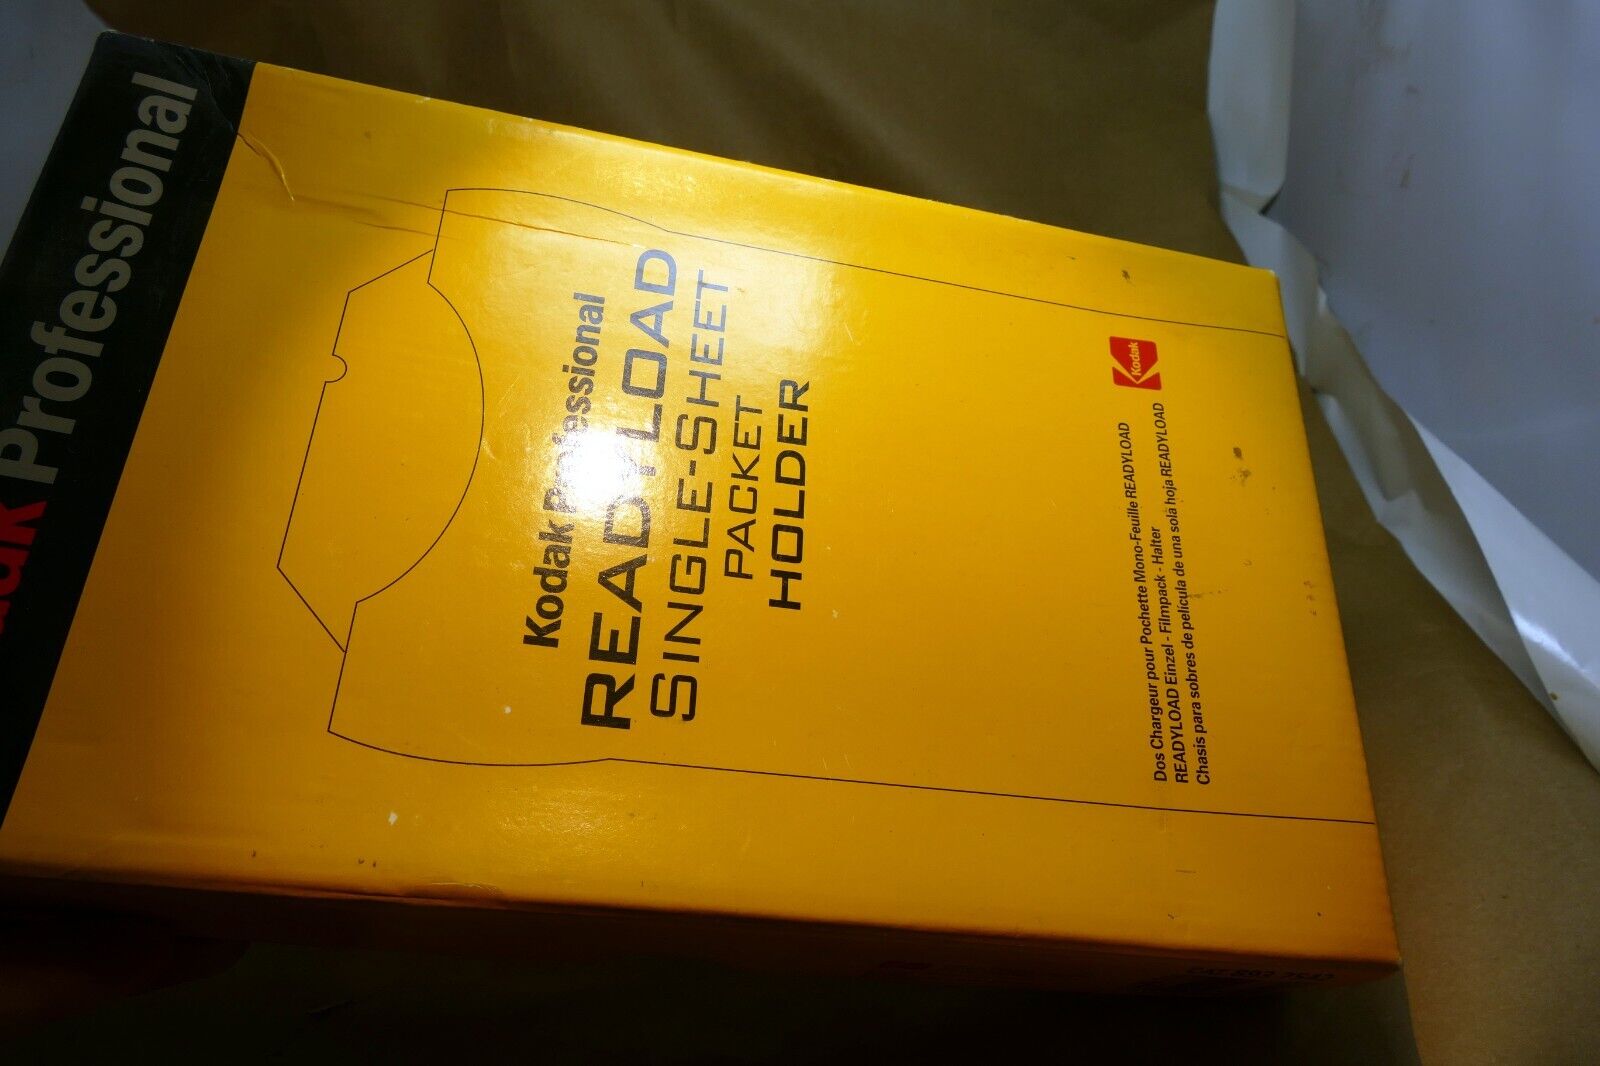 Professional
Kodak Professional
READYLOAD
SINGLE-SHEET
PACKET
HOLDER
Kodak
Dos Chargeur pour Pochette Mono-Feuille READYLOAD
READYLOAD Einzel - Filmpack - Halter
Chasis para sobres de película de una sola hoja READYLOAD